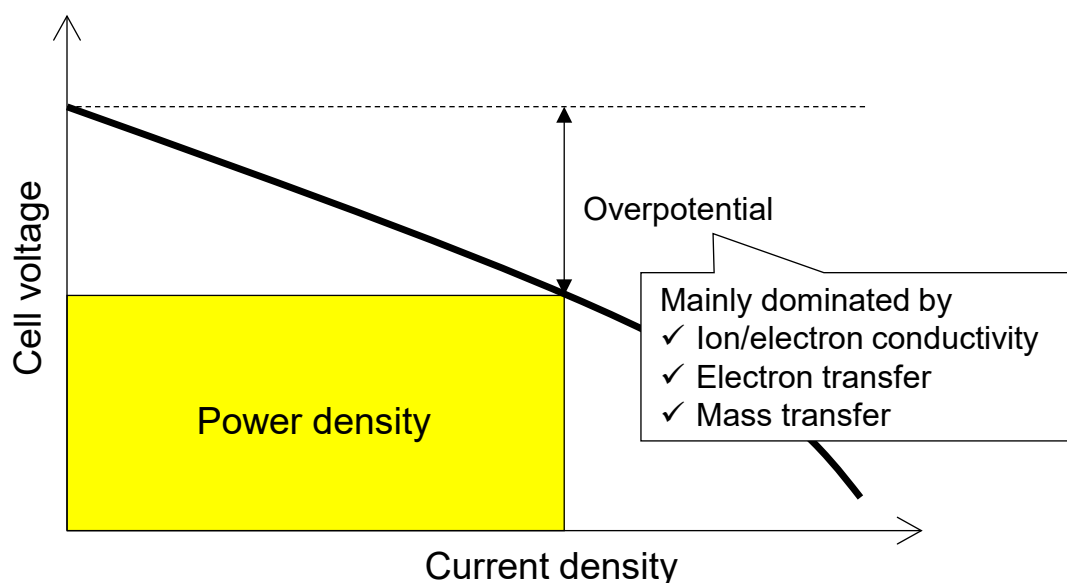 Cell voltage
Overpotential
Mainly dominated by
✓ Ion/electron conductivity
✓ Electron transfer
✓ Mass transfer
Power density
Current density